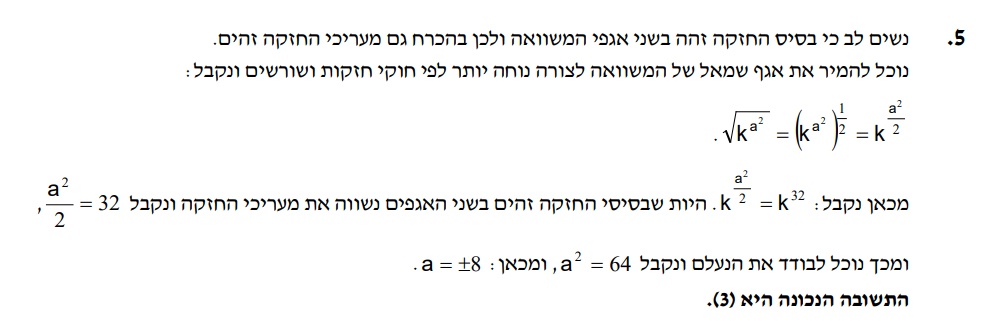 5. נשים לב כי בסיס החזקה זהה בשני אגפי המשוואה ולכן בהכרח גם מעריכי החזקה זהים.
נוכל להמיר את אגף שמאל של המשוואה לצורה נוחה יותר לפי חוקי חזקות ושורשים ונקבל:
$\sqrt{k^{a^2}} = \left(k^{a^2}\right)^{\frac{1}{2}} = k^{\frac{a^2}{2}}$.
מכאן נקבל: $k^{\frac{a^2}{2}} = k^{32}$. היות שבסיסי החזקה זהים בשני האגפים נשווה את מעריכי החזקה ונקבל $\frac{a^2}{2} = 32$,
ומכך נוכל לבודד את הנעלם ונקבל $a^2 = 64$, ומכאן: $a = \pm 8$.
התשובה הנכונה היא (3).